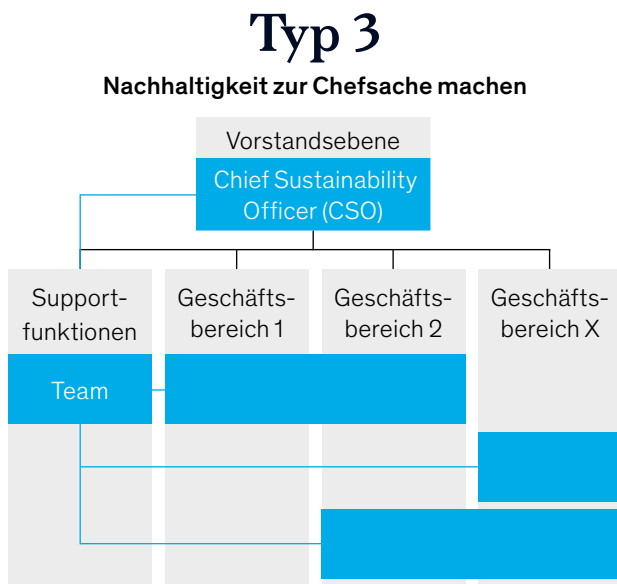 Typ 3
Nachhaltigkeit zur Chefsache machen
Vorstandsebene
Chief Sustainability
Officer (CSO)
Support-
funktionen
Geschäfts-
bereich 1
Geschäfts-
bereich 2
Geschäfts-
bereich X
Team